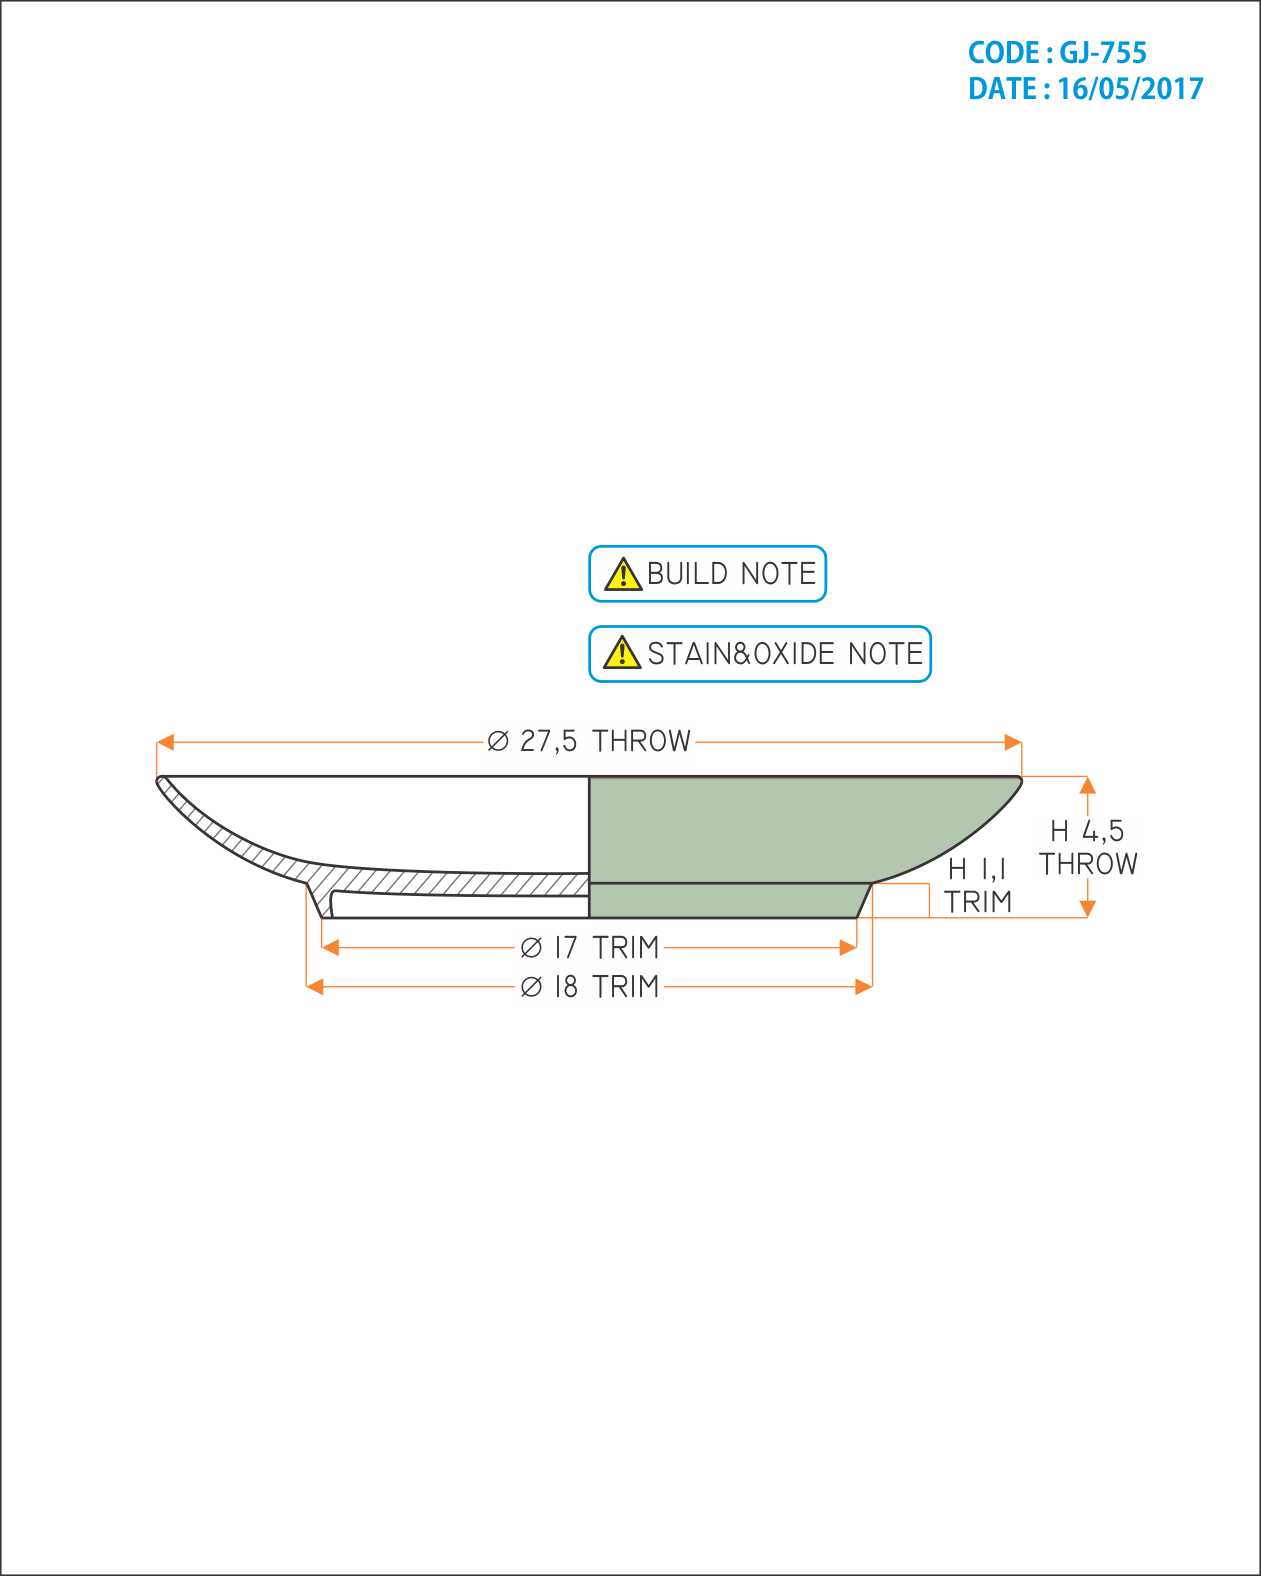 CODE : GJ-755
DATE : 16/05/2017
BUILD NOTE
STAIN&OXIDE NOTE
Ø 27,5 THROW
H 4,5
THROW
H 1,1
TRIM
Ø 17 TRIM
Ø 18 TRIM